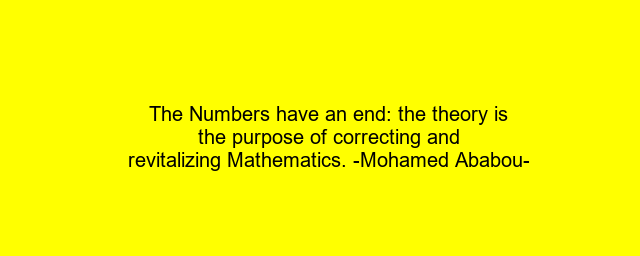 The Numbers have an end: the theory is
the purpose of correcting and
revitalizing Mathematics. -Mohamed Ababou-